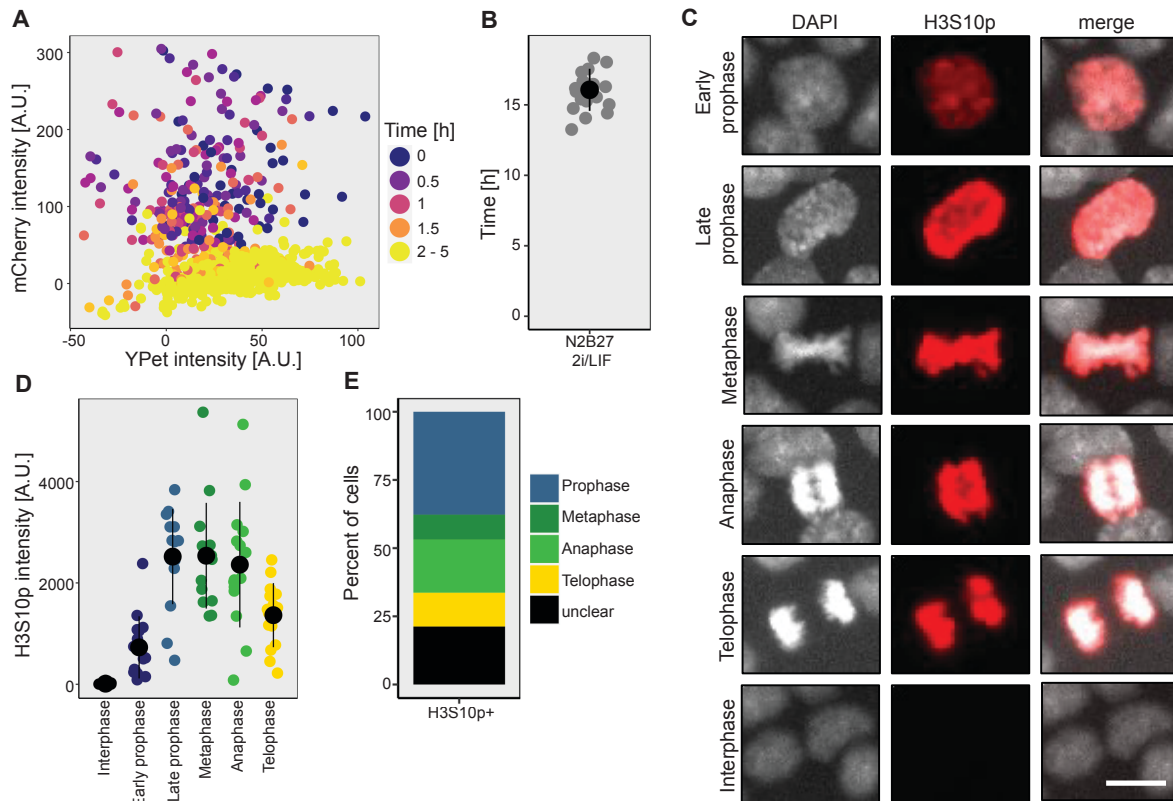 A
mCherry intensity [A.U.]
300
200
100
0
-50
0
50
100
YPet intensity [A.U.]
Time [h]
0
0.5
1
1.5
2 - 5
B
Time [h]
15
10
5
0
N2B27
2i/LIF
C
DAPI
H3S10p
merge
Early
prophase
Late
prophase
Metaphase
Anaphase
Telophase
Interphase
D
H3S10p intensity [A.U.]
4000
2000
0
Interphase
Early prophase
Late prophase
Metaphase
Anaphase
Telophase
E
Percent of cells
100
75
50
25
0
H3S10p+
Prophase
Metaphase
Anaphase
Telophase
unclear